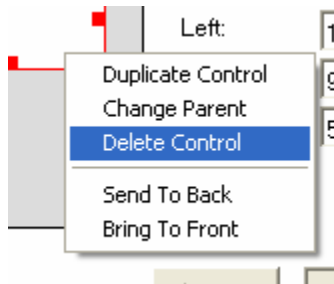 Left:
Duplicate Control
Change Parent
Delete Control
Send To Back
Bring To Front